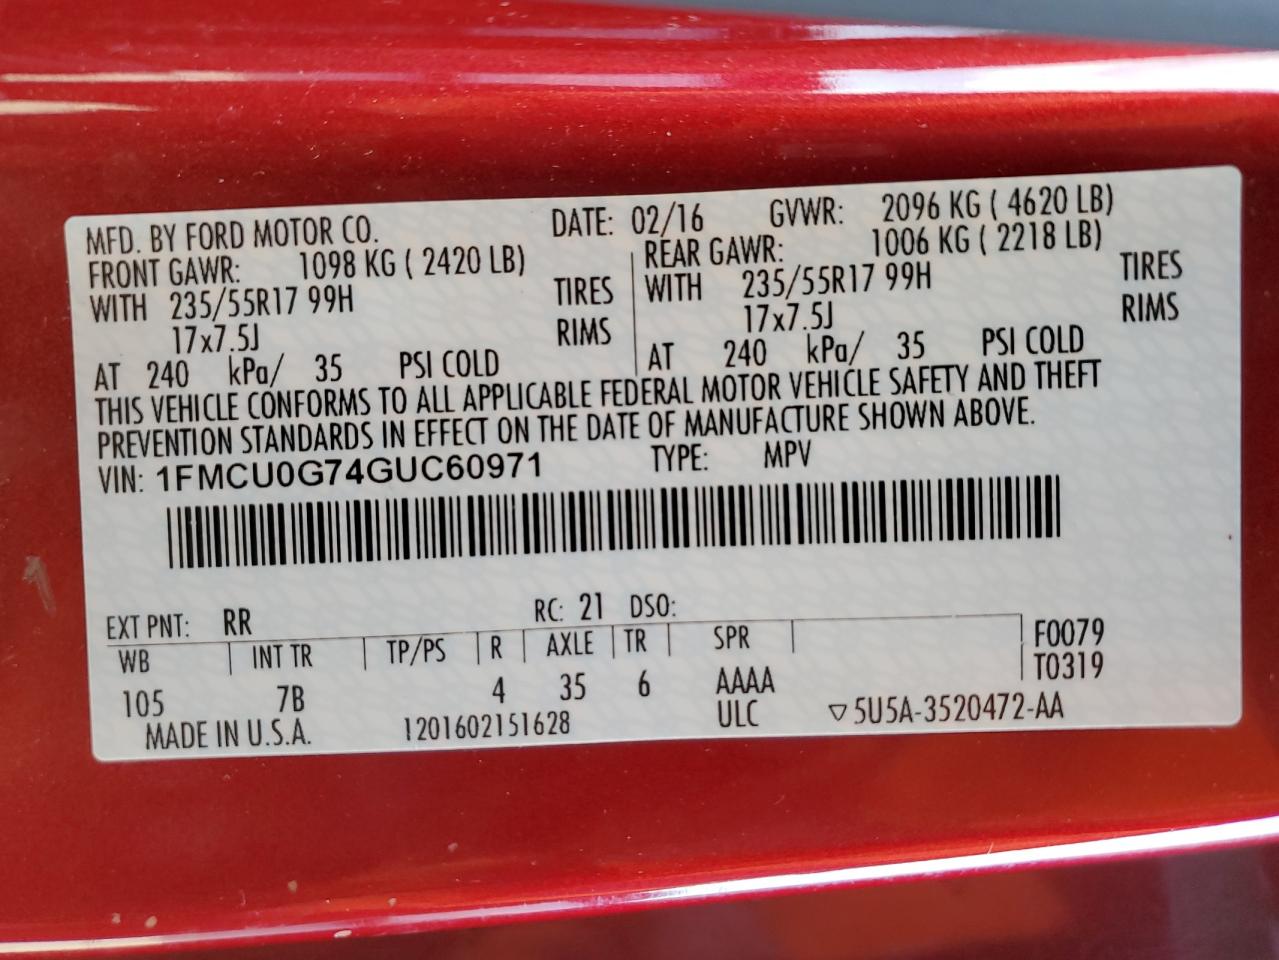 MFD. BY FORD MOTOR CO. DATE: 02/16 GVWR: 2096 KG ( 4620 LB)
FRONT GAWR: 1098 KG ( 2420 LB) REAR GAWR: 1006 KG ( 2218 LB)
WITH 235/55R17 99H TIRES WITH 235/55R17 99H TIRES
17x7.5J RIMS 17x7.5J RIMS
AT 240 kPa/ 35 PSI COLD AT 240 kPa/ 35 PSI COLD
THIS VEHICLE CONFORMS TO ALL APPLICABLE FEDERAL MOTOR VEHICLE SAFETY AND THEFT
PREVENTION STANDARDS IN EFFECT ON THE DATE OF MANUFACTURE SHOWN ABOVE.
VIN: 1FMCU0G74GUC60971 TYPE: MPV
EXT PNT: RR RC: 21 DSO:
WB INT TR TP/PS R AXLE TR SPR F0079
105 7B 4 35 6 AAAA T0319
MADE IN U.S.A. 1201602151628 ULC ▽5U5A-3520472-AA